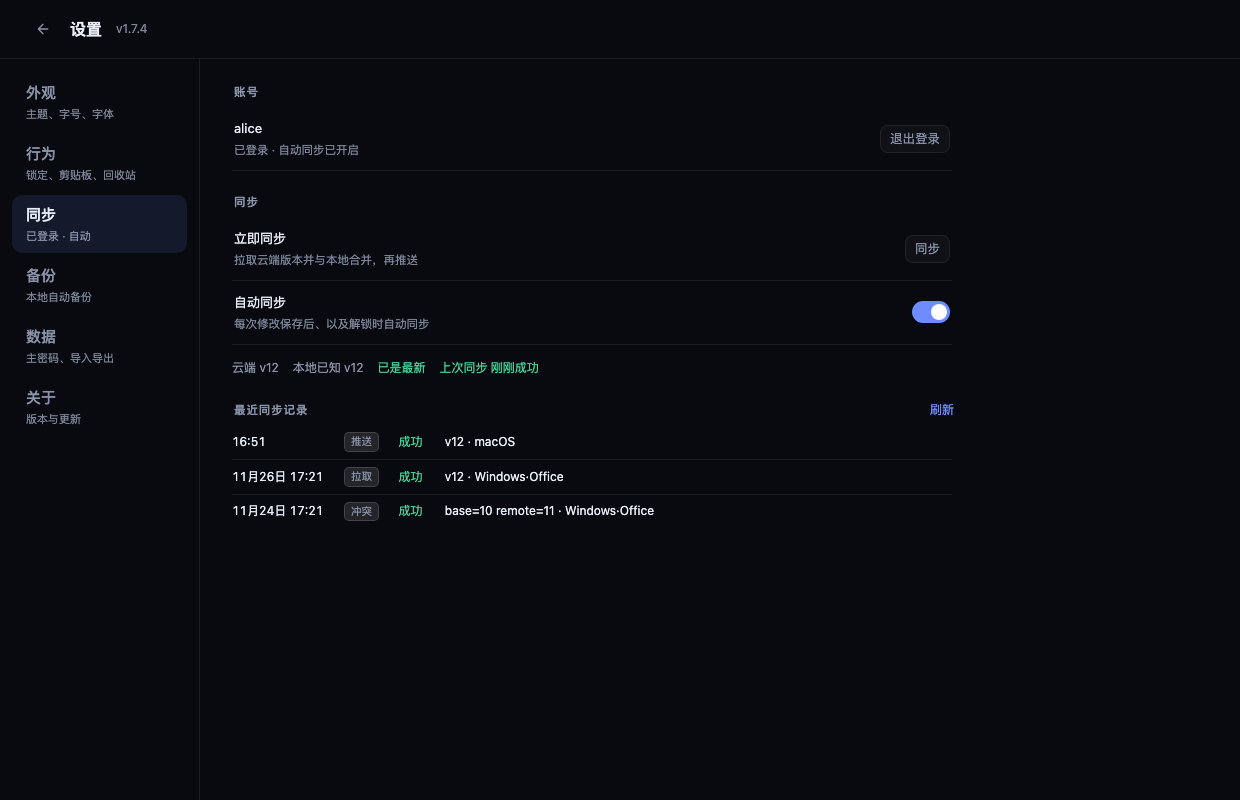 设置 v1.7.4
外观
主题、字号、字体
行为
锁定、剪贴板、回收站
同步
已登录 · 自动
备份
本地自动备份
数据
主密码、导入导出
关于
版本与更新
账号
alice
已登录 · 自动同步已开启
退出登录
同步
立即同步
拉取云端版本并与本地合并，再推送
同步
自动同步
每次修改保存后、以及解锁时自动同步
云端 v12 本地已知 v12 已是最新 上次同步 刚刚成功
最近同步记录 刷新
16:51 推送 成功 v12 · macOS
11月26日 17:21 拉取 成功 v12 · Windows·Office
11月24日 17:21 冲突 成功 base=10 remote=11 · Windows·Office